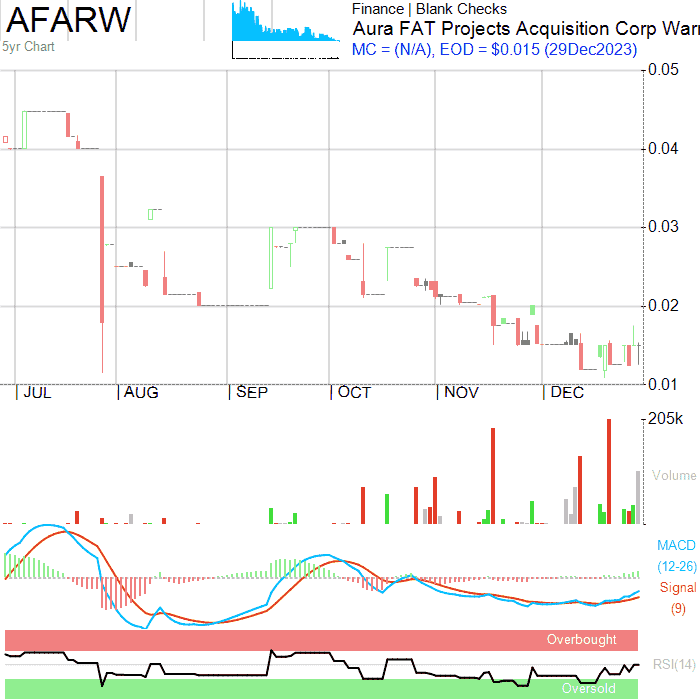 AFARW
5yr Chart
Finance | Blank Checks
Aura FAT Projects Acquisition Corp Warr
MC = (N/A), EOD = $0.015 (29Dec2023)
0.05
0.04
0.03
0.02
0.01
JUL
AUG
SEP
OCT
NOV
DEC
205k
Volume
MACD
(12-26)
Signal
(9)
Overbought
RSI(14)
Oversold